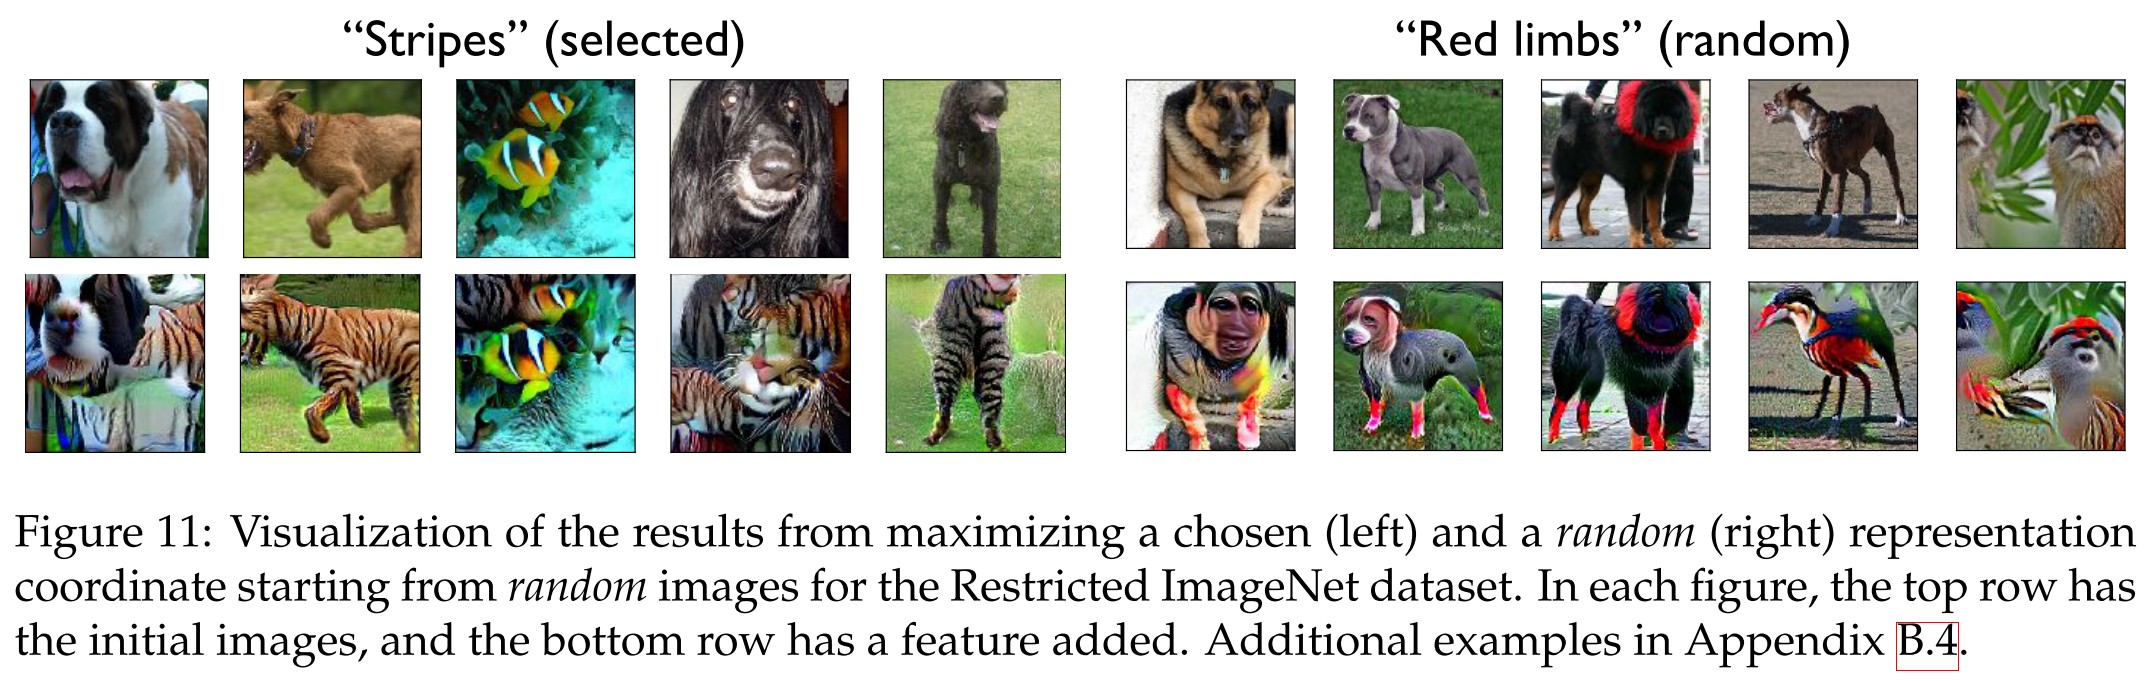 “Stripes” (selected)
“Red limbs” (random)
Figure 11: Visualization of the results from maximizing a chosen (left) and a random (right) representation
coordinate starting from random images for the Restricted ImageNet dataset. In each figure, the top row has
the initial images, and the bottom row has a feature added. Additional examples in Appendix B.4.